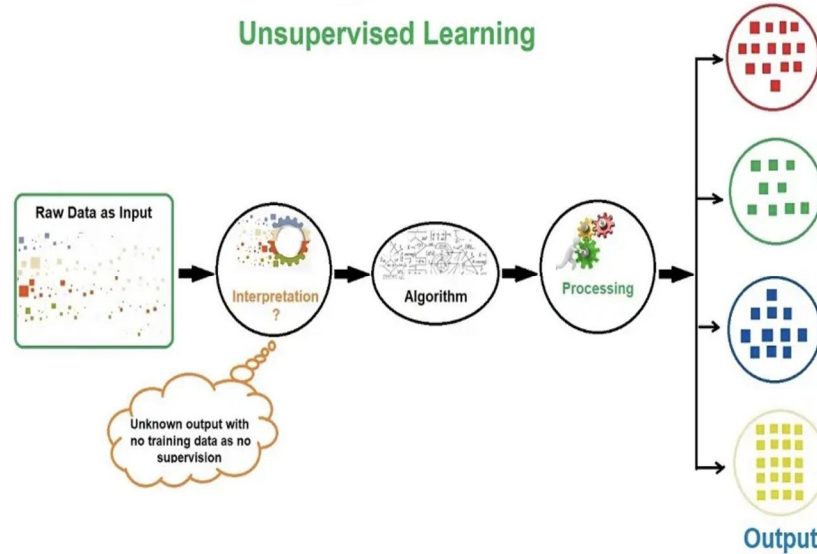 Unsupervised Learning
Raw Data as Input
Interpretation
?
Algorithm
Processing
Unknown output with
no training data as no
supervision
Output